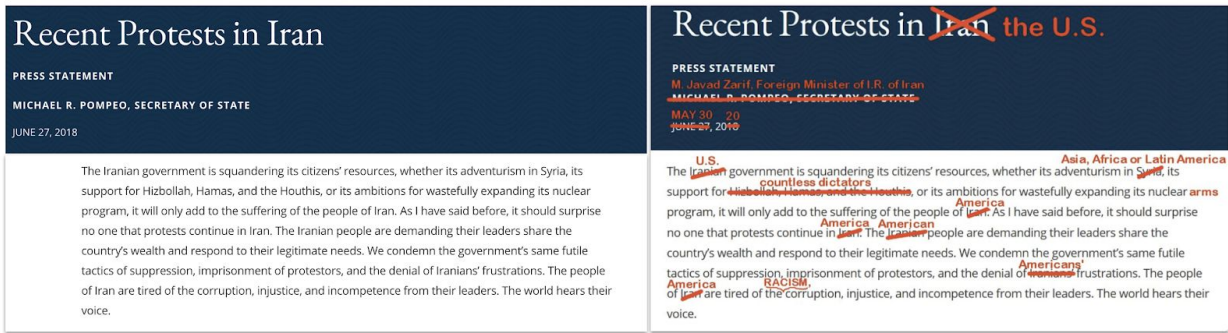 Recent Protests in Iran
PRESS STATEMENT
MICHAEL R. POMPEO, SECRETARY OF STATE
JUNE 27, 2018
The Iranian government is squandering its citizens’ resources, whether its adventurism in Syria, its
support for Hizbollah, Hamas, and the Houthis, or its ambitions for wastefully expanding its nuclear
program, it will only add to the suffering of the people of Iran. As I have said before, it should surprise
no one that protests continue in Iran. The Iranian people are demanding their leaders share the
country’s wealth and respond to their legitimate needs. We condemn the government’s same futile
tactics of suppression, imprisonment of protestors, and the denial of Iranians’ frustrations. The people
of Iran are tired of the corruption, injustice, and incompetence from their leaders. The world hears their
voice.
Recent Protests in Iran the U.S.
PRESS STATEMENT
M. Javad Zarif, Foreign Minister of I.R. of Iran
MICHAEL R. POMPEO, SECRETARY OF STATE
MAY 30 20
JUNE 27, 2018
U.S. Asia, Africa or Latin America
The Iranian government is squandering its citizens’ resources, whether its adventurism in Syria, its
countless dictators
support for Hizbollah, Hamas, and the Houthis, or its ambitions for wastefully expanding its nuclear arms
America
program, it will only add to the suffering of the people of Iran. As I have said before, it should surprise
America American
no one that protests continue in Iran. The Iranian people are demanding their leaders share the
country’s wealth and respond to their legitimate needs. We condemn the government’s same futile
Americans'
tactics of suppression, imprisonment of protestors, and the denial of Iranians’ frustrations. The people
America RACISM,
of Iran are tired of the corruption, injustice, and incompetence from their leaders. The world hears their
voice.